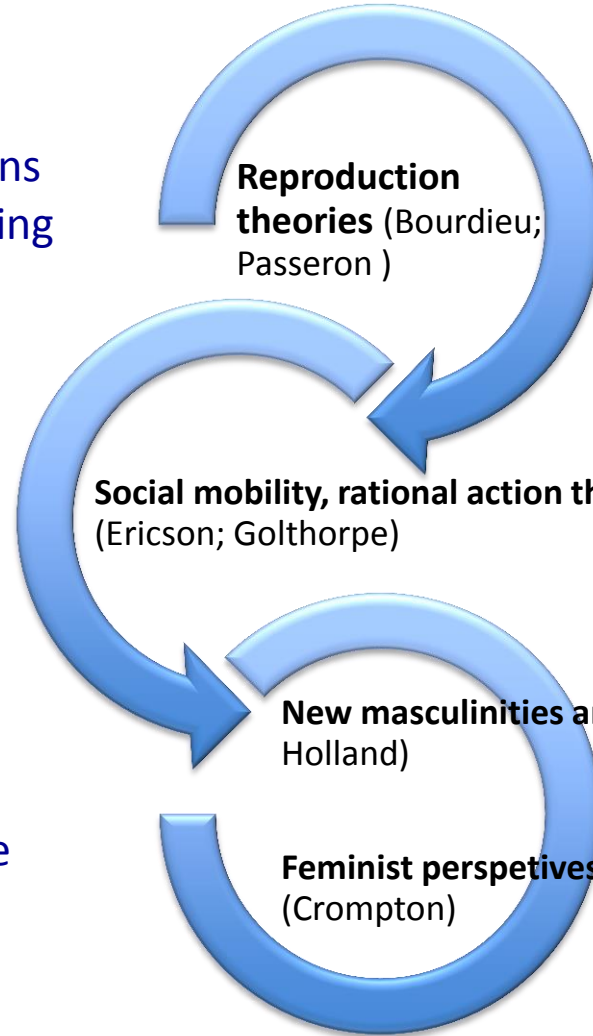 ns
ing
Reproduction
theories (Bourdieu;
Passeron )
Social mobility, rational action th
(Ericson; Golthorpe)
New masculinities a
Holland)
e
Feminist perspetives
(Crompton)